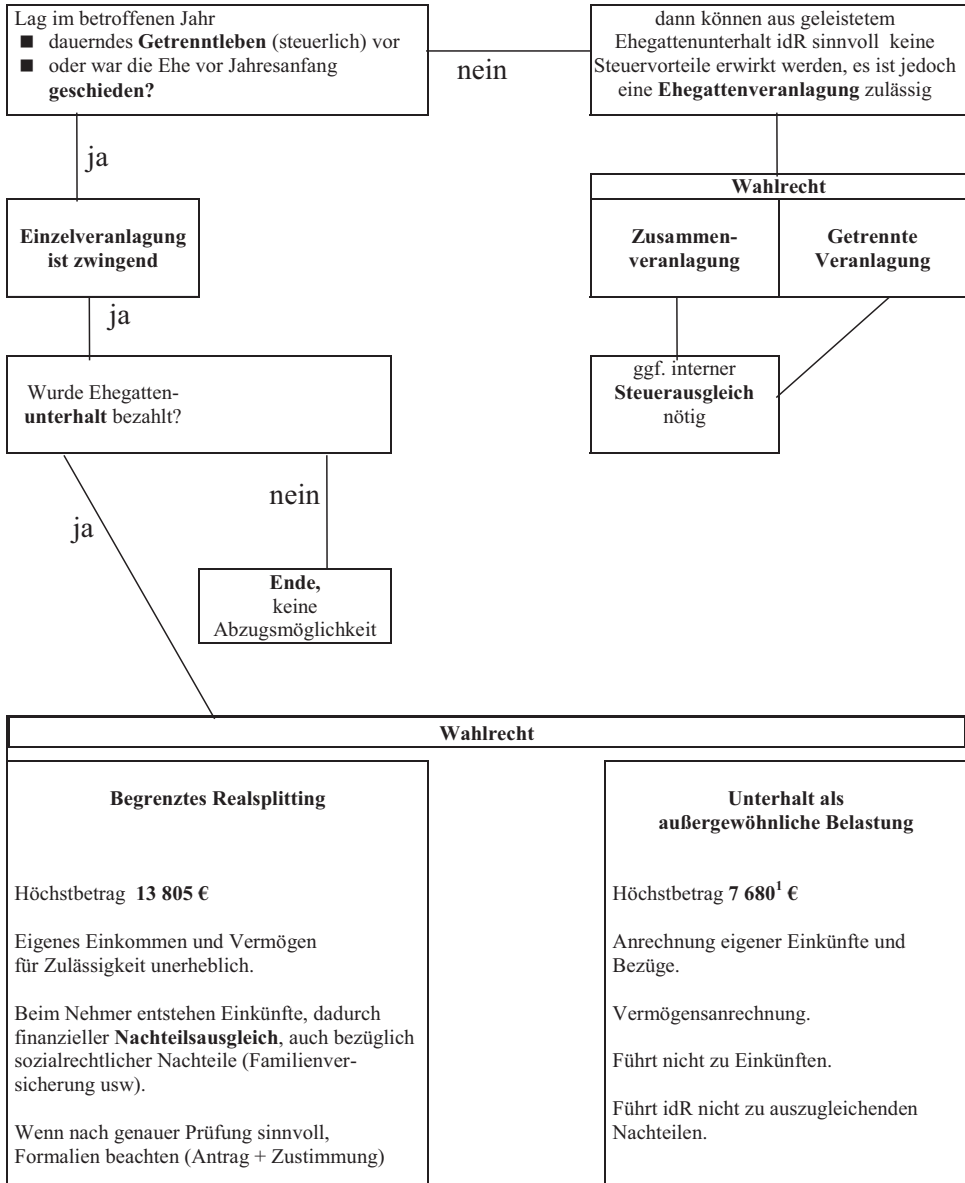 Lag im betroffenen Jahr
■ dauerndes Getrenntleben (steuerlich) vor
■ oder war die Ehe vor Jahresanfang
geschieden?
nein
dann können aus geleistetem
Ehegattenunterhalt idR sinnvoll keine
Steuervorteile erwirkt werden, es ist jedoch
eine Ehegattenveranlagung zulässig
ja
Wahlrecht
Einzelveranlagung
ist zwingend
Zusammen-
veranlagung
Getrennte
Veranlagung
ja
Wurde Ehegatten-
unterhalt bezahlt?
ggf. interner
Steuerausgleich
nötig
nein
ja
Ende,
keine
Abzugsmöglichkeit
Wahlrecht
Begrenztes Realsplitting
Höchstbetrag 13 805 €
Eigenes Einkommen und Vermögen
für Zulässigkeit unerheblich.
Beim Nehmer entstehen Einkünfte, dadurch
finanzieller Nachteilsausgleich, auch bezüglich
sozialrechtlicher Nachteile (Familienver-
sicherung usw).
Wenn nach genauer Prüfung sinnvoll,
Formalien beachten (Antrag + Zustimmung)
Unterhalt als
außergewöhnliche Belastung
Höchstbetrag 7 680¹ €
Anrechnung eigener Einkünfte und
Bezüge.
Vermögensanrechnung.
Führt nicht zu Einkünften.
Führt idR nicht zu auszugleichenden
Nachteilen.